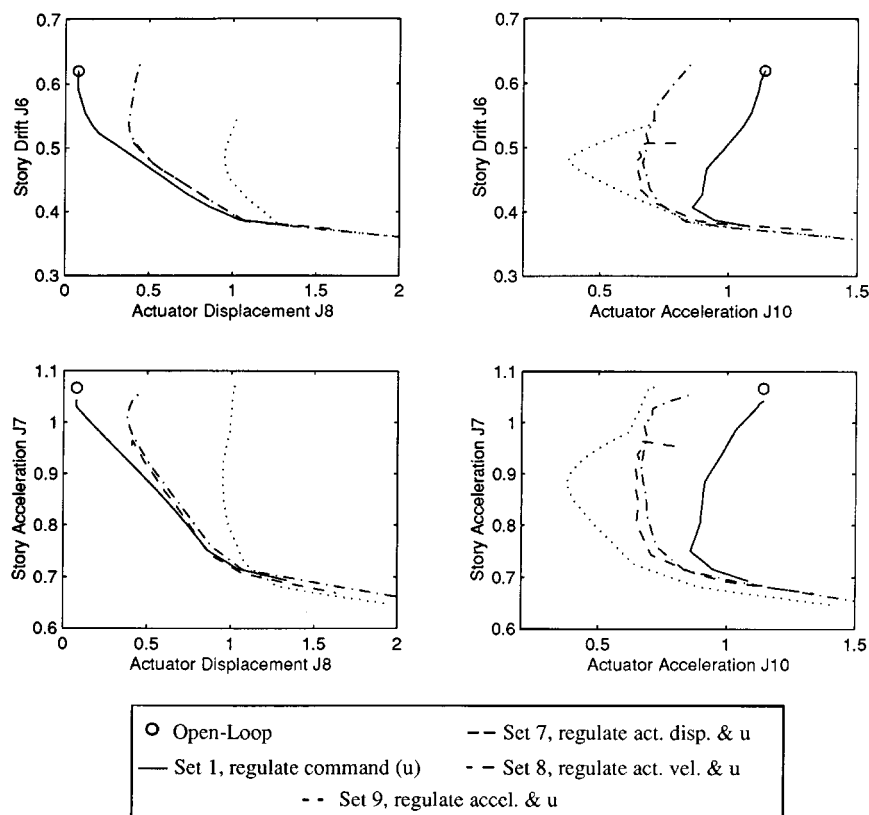 0.7
0.6
0.5
0.4
0.3
Story Drift J6
0
0.5
1
1.5
2
Actuator Displacement J8
0.7
0.6
0.5
0.4
0.3
Story Drift J6
0.5
1
1.5
Actuator Acceleration J10
1.1
1
0.9
0.8
0.7
0.6
Story Acceleration J7
0
0.5
1
1.5
2
Actuator Displacement J8
1.1
1
0.9
0.8
0.7
0.6
Story Acceleration J7
0.5
1
1.5
Actuator Acceleration J10
Open-Loop
Set 7, regulate act. disp. & u
Set 1, regulate command (u)
Set 8, regulate act. vel. & u
Set 9, regulate accel. & u